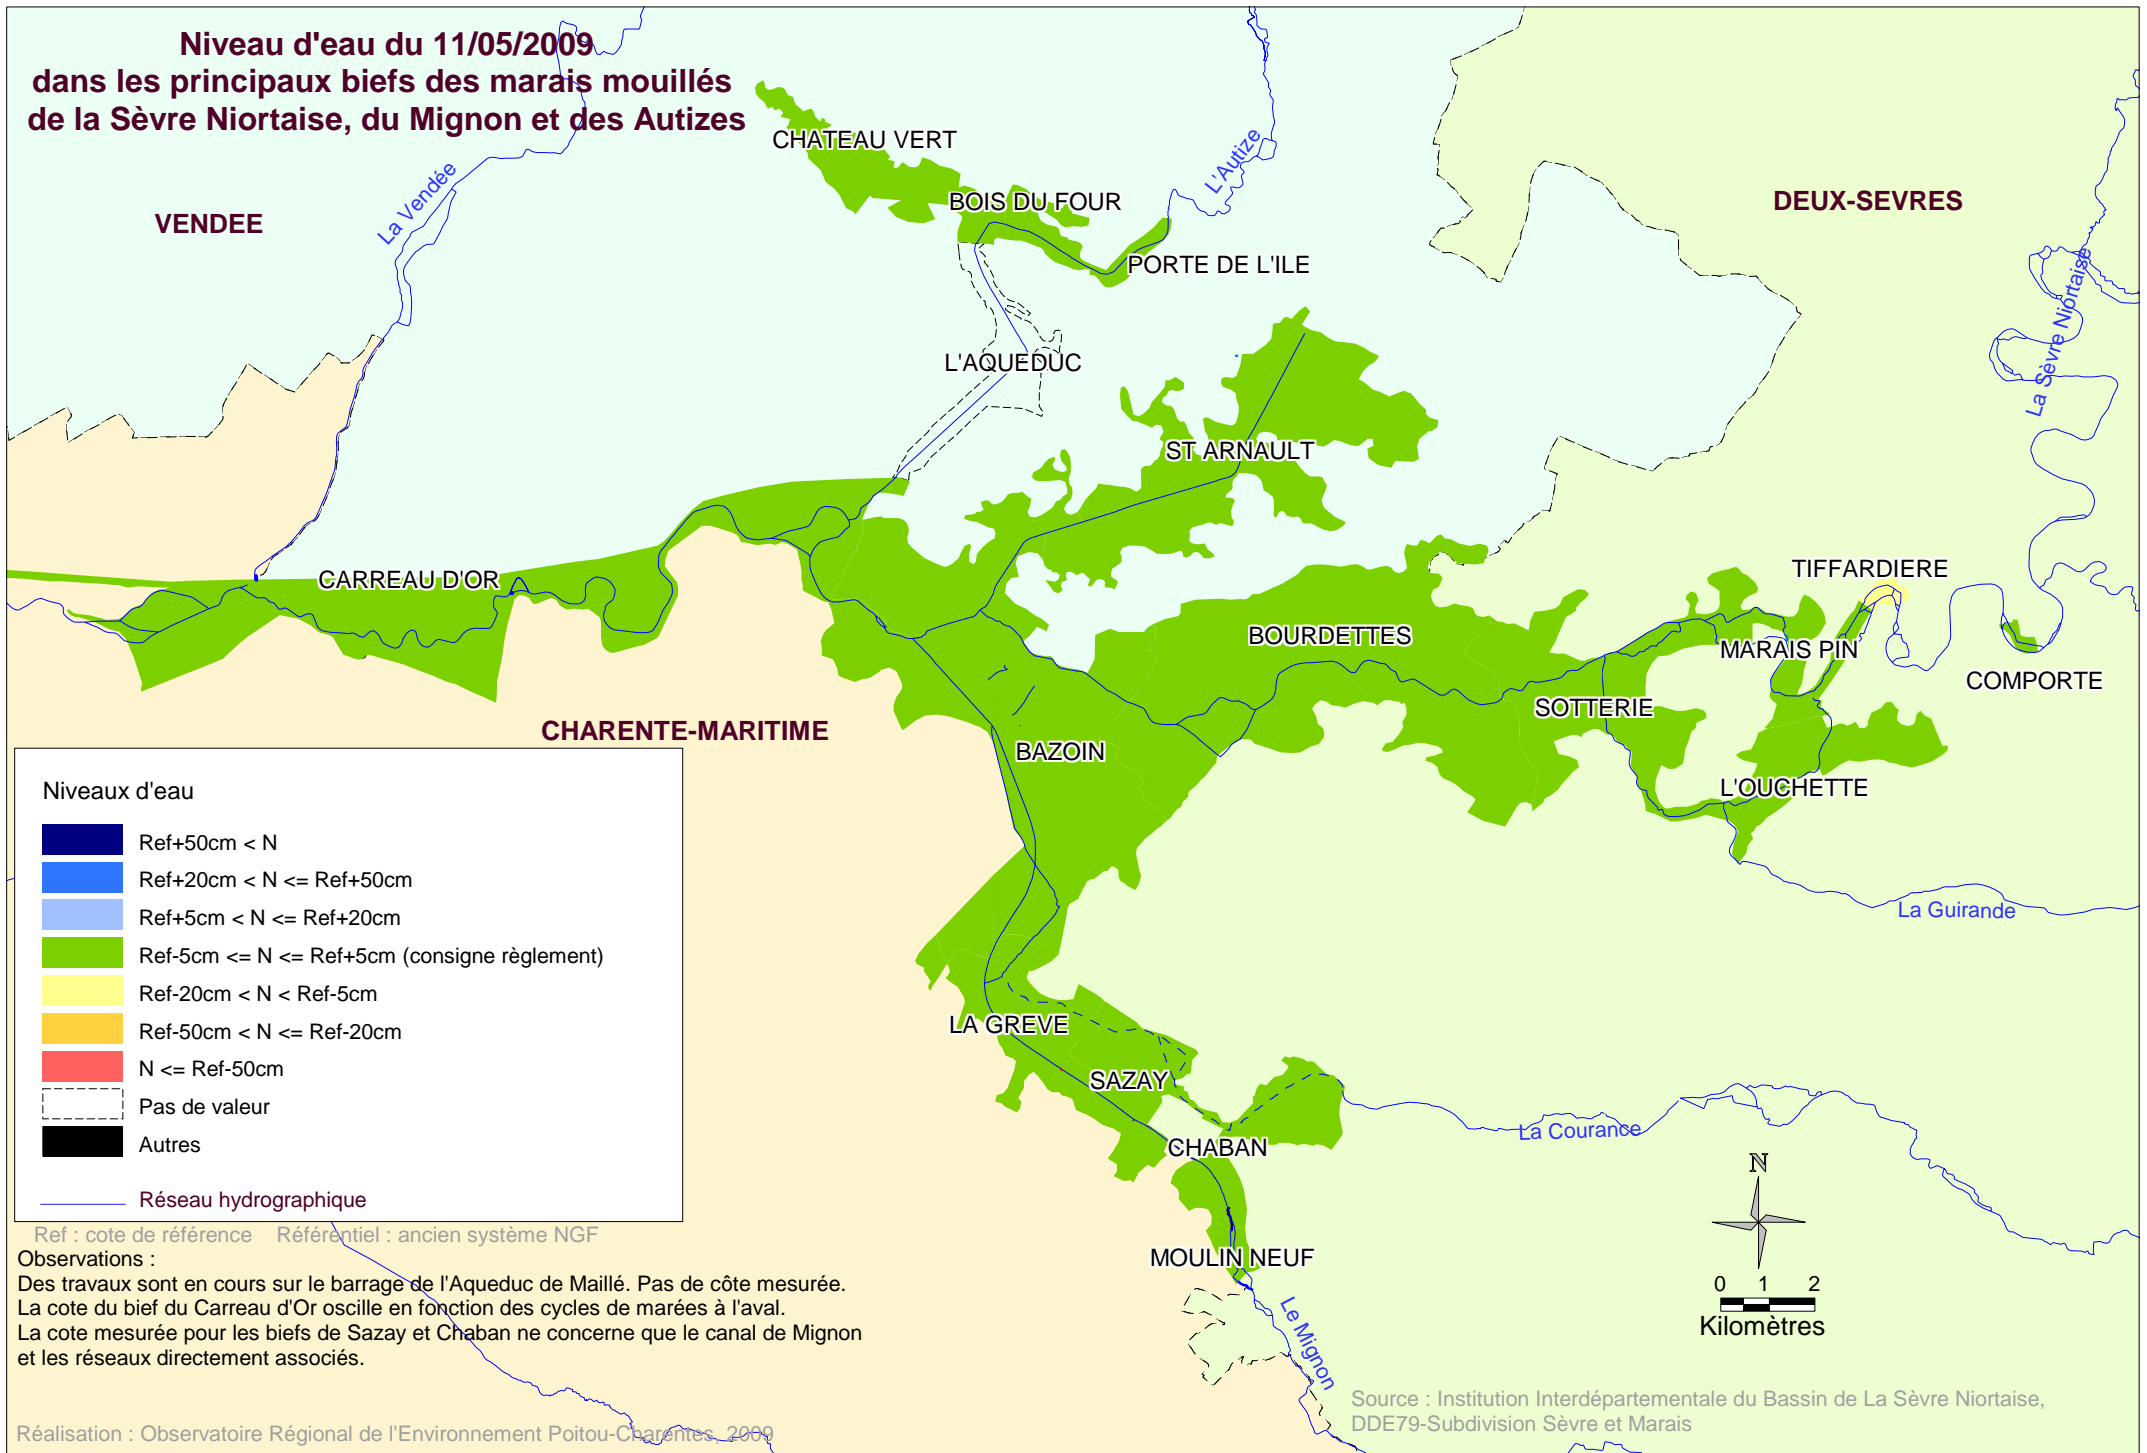 Niveau d'eau du 11/05/2009
dans les principaux biefs des marais mouillés
de la Sèvre Niortaise, du Mignon et des Autizes
CHATEAU VERT
L'Autize
La Vendée
BOIS DU FOUR
DEUX-SEVRES
VENDEE
PORTE DE L'ILE
La Sèvre Niortaise
L'AQUEDUC
ST ARNAULT
CARREAU D'OR
TIFFARDIERE
BOURDETTES
MARAIS PIN
COMPORTE
SOTTERIE
CHARENTE-MARITIME
BAZOIN
L'OUCHETTE
La Guirande
LA GREVE
SAZAY
La Courance
CHABAN
MOULIN NEUF
Le Mignon
Niveaux d'eau
Ref+50cm < N
Ref+20cm < N <= Ref+50cm
Ref+5cm < N <= Ref+20cm
Ref-5cm <= N <= Ref+5cm (consigne règlement)
Ref-20cm < N < Ref-5cm
Ref-50cm < N <= Ref-20cm
N <= Ref-50cm
Pas de valeur
Autres
Réseau hydrographique
Ref : cote de référence Référentiel : ancien système NGF
Observations :
Des travaux sont en cours sur le barrage de l'Aqueduc de Maillé. Pas de côte mesurée.
La cote du bief du Carreau d'Or oscille en fonction des cycles de marées à l'aval.
La cote mesurée pour les biefs de Sazay et Chaban ne concerne que le canal de Mignon
et les réseaux directement associés.
N
0 1 2
Kilomètres
Source : Institution Interdépartementale du Bassin de La Sèvre Niortaise,
DDE79-Subdivision Sèvre et Marais
Réalisation : Observatoire Régional de l'Environnement Poitou-Charentes, 2009